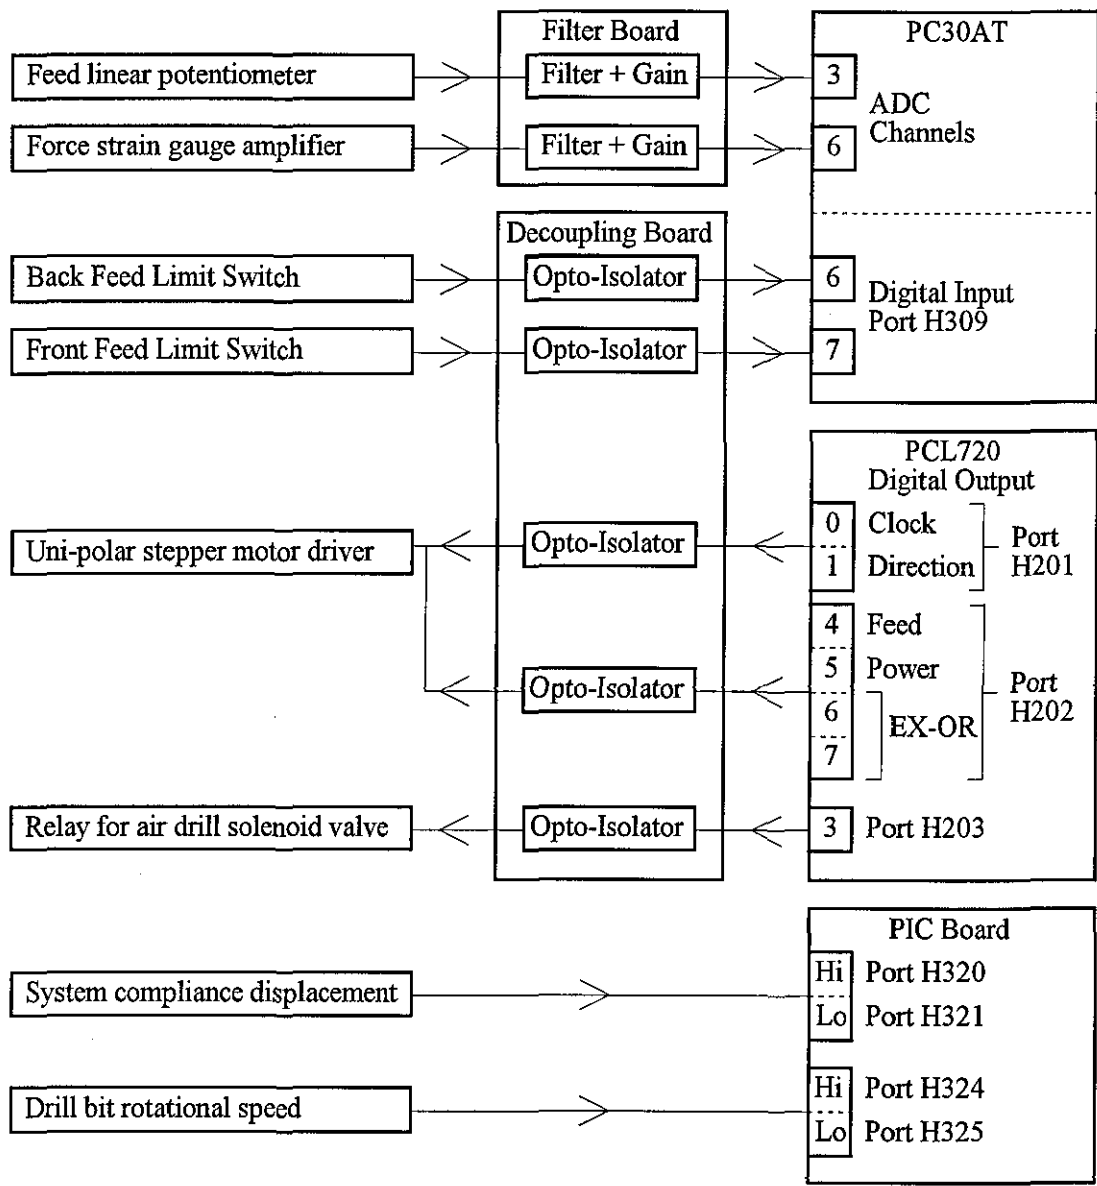 Filter Board
PC30AT
Feed linear potentiometer
Filter + Gain
3
ADC
Channels
Force strain gauge amplifier
Filter + Gain
6
Decoupling Board
Back Feed Limit Switch
Opto-Isolator
6
Digital Input
Port H309
Front Feed Limit Switch
Opto-Isolator
7
PCL720
Digital Output
Uni-polar stepper motor driver
Opto-Isolator
0 Clock
1 Direction
Port
H201
4 Feed
5 Power
Opto-Isolator
6
7
EX-OR
Port
H202
Relay for air drill solenoid valve
Opto-Isolator
3 Port H203
PIC Board
System compliance displacement
Hi Port H320
Lo Port H321
Drill bit rotational speed
Hi Port H324
Lo Port H325